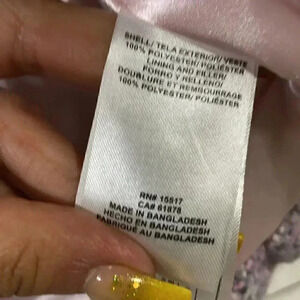 SHELL/ TELA EXTERIOR/ VESTE
100% POLYESTER/ POLIÉSTER
LINING AND FILLER/
FORRO Y RELLENO/
DOUBLURE ET REMBOURRAGE
100% POLYESTER/ POLIÉSTER
RN# 15517
CA# 61878
MADE IN BANGLADESH
HECHO EN BANGLADESH
FABRIQUÉ AU BANGLADESH